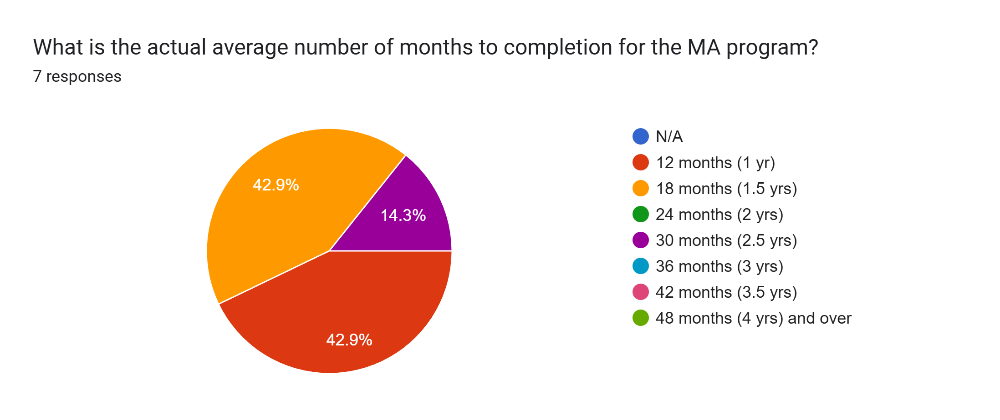 What is the actual average number of months to completion for the MA program?
7 responses
42.9%
14.3%
42.9%
N/A
12 months (1 yr)
18 months (1.5 yrs)
24 months (2 yrs)
30 months (2.5 yrs)
36 months (3 yrs)
42 months (3.5 yrs)
48 months (4 yrs) and over